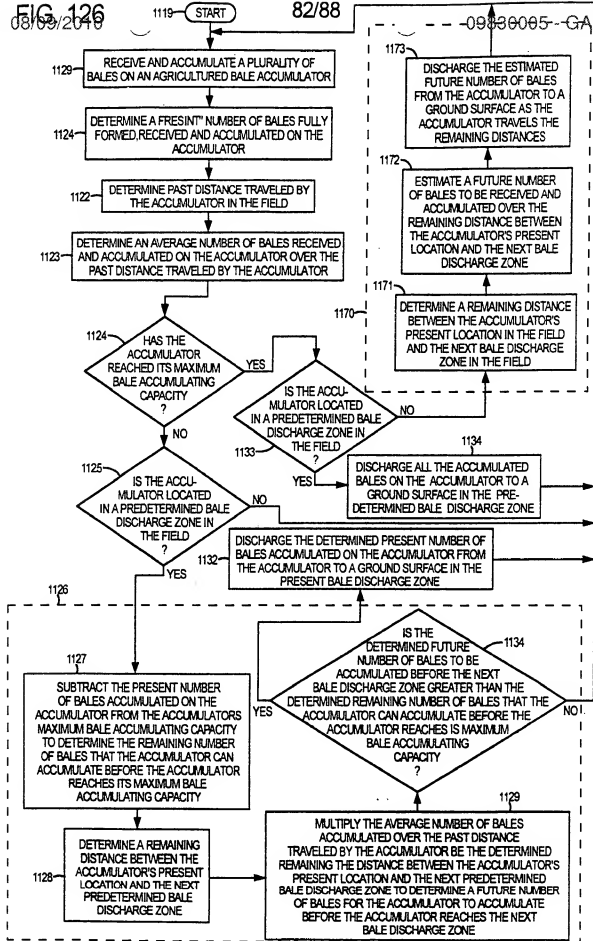 FIG. 126
08/09/2010
82/88
09830005 GA
1119
START
1129
RECEIVE AND ACCUMULATE A PLURALITY OF
BALES ON AN AGRICULTURED BALE ACCUMULATOR
1124
DETERMINE A FRESINT" NUMBER OF BALES FULLY
FORMED,RECEIVED AND ACCUMULATED ON THE
ACCUMULATOR
1122
DETERMINE PAST DISTANCE TRAVELED BY
THE ACCUMULATOR IN THE FIELD
1123
DETERMINE AN AVERAGE NUMBER OF BALES RECEIVED
AND ACCUMULATED ON THE ACCUMULATOR OVER THE
PAST DISTANCE TRAVELED BY THE ACCUMULATOR
1124
HAS THE
ACCUMULATOR
REACHED ITS MAXIMUM
BALE ACCUMULATING
CAPACITY
?
YES
NO
1133
IS THE ACCU-
MULATOR LOCATED
IN A PREDETERMINED BALE
DISCHARGE ZONE IN
THE FIELD
?
NO
YES
1134
DISCHARGE ALL THE ACCUMULATED
BALES ON THE ACCUMULATOR TO A
GROUND SURFACE IN THE PRE-
DETERMINED BALE DISCHARGE ZONE
1170
1173
DISCHARGE THE ESTIMATED
FUTURE NUMBER OF BALES
FROM THE ACCUMULATOR TO A
GROUND SURFACE AS THE
ACCUMULATOR TRAVELS THE
REMAINING DISTANCES
1172
ESTIMATE A FUTURE NUMBER
OF BALES TO BE RECEIVED AND
ACCUMULATED OVER THE
REMAINING DISTANCE BETWEEN
THE ACCUMULATOR'S PRESENT
LOCATION AND THE NEXT BALE
DISCHARGE ZONE
1171
DETERMINE A REMAINING DISTANCE
BETWEEN THE ACCUMULATOR'S
PRESENT LOCATION IN THE FIELD
AND THE NEXT BALE DISCHARGE
ZONE IN THE FIELD
1125
IS THE ACCU-
MULATOR LOCATED
IN A PREDETERMINED BALE
DISCHARGE ZONE IN
THE FIELD
?
NO
YES
1132
DISCHARGE THE DETERMINED PRESENT NUMBER OF
BALES ACCUMULATED ON THE ACCUMULATOR FROM
THE ACCUMULATOR TO A GROUND SURFACE IN THE
PRESENT BALE DISCHARGE ZONE
1126
1127
SUBTRACT THE PRESENT NUMBER
OF BALES ACCUMULATED ON THE
ACCUMULATOR FROM THE ACCUMULATORS
MAXIMUM BALE ACCUMULATING CAPACITY
TO DETERMINE THE REMAINING NUMBER
OF BALES THAT THE ACCUMULATOR CAN
ACCUMULATE BEFORE THE ACCUMULATOR
REACHES ITS MAXIMUM BALE
ACCUMULATING CAPACITY
1128
DETERMINE A REMAINING
DISTANCE BETWEEN THE
ACCUMULATOR'S PRESENT
LOCATION AND THE NEXT
PREDETERMINED BALE
DISCHARGE ZONE
1134
IS THE
DETERMINED FUTURE
NUMBER OF BALES TO BE
ACCUMULATED BEFORE THE NEXT
BALE DISCHARGE ZONE GREATER THAN THE
DETERMINED REMAINING NUMBER OF BALES THAT THE
ACCUMULATOR CAN ACCUMULATE BEFORE THE
ACCUMULATOR REACHES IS MAXIMUM
BALE ACCUMULATING
CAPACITY
?
YES
NO
1129
MULTIPLY THE AVERAGE NUMBER OF BALES
ACCUMULATED OVER THE PAST DISTANCE
TRAVELED BY THE ACCUMULATOR BE THE DETERMINED
REMAINING THE DISTANCE BETWEEN THE ACCUMULATOR'S
PRESENT LOCATION AND THE NEXT PREDETERMINED
BALE DISCHARGE ZONE TO DETERMINE A FUTURE NUMBER
OF BALES FOR THE ACCUMULATOR TO ACCUMULATE
BEFORE THE ACCUMULATOR REACHES THE NEXT
BALE DISCHARGE ZONE